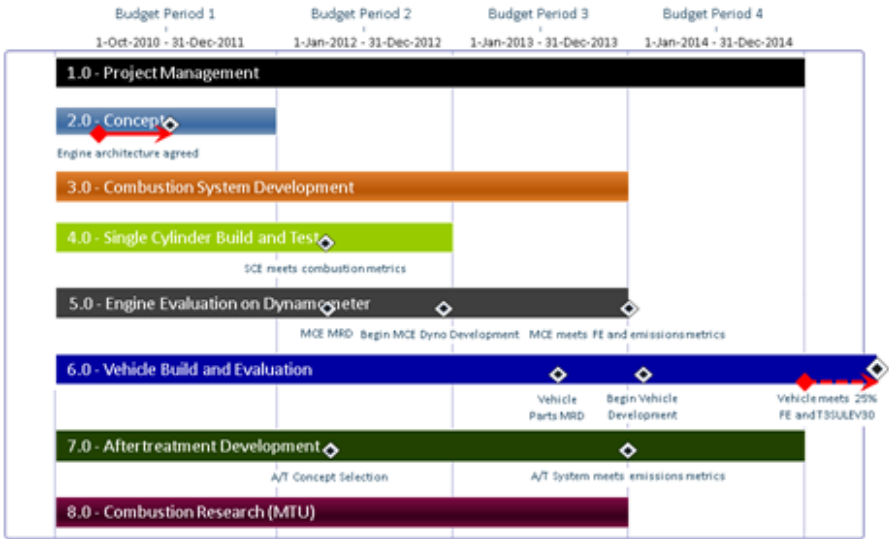 Budget Period 1 Budget Period 2 Budget Period 3 Budget Period 4
1-Oct-2010 - 31-Dec-2011 1-Jan-2012 - 31-Dec-2012 1-Jan-2013 - 31-Dec-2013 1-Jan-2014 - 31-Dec-2014
1.0 - Project Management
2.0 - Concept
Engine architecture agreed
3.0 - Combustion System Development
4.0 - Single Cylinder Build and Test
SCE meets combustion metrics
5.0 - Engine Evaluation on Dynamometer
MCE MRD Begin MCE Dyno Development MCE meets FE and emissions metrics
6.0 - Vehicle Build and Evaluation
Vehicle Begin Vehicle Vehicle meets 25%
Parts MRD Development FE and T3SULEV30
7.0 - Aftertreatment Development
A/T Concept Selection A/T System meets emissions metrics
8.0 - Combustion Research (MTU)